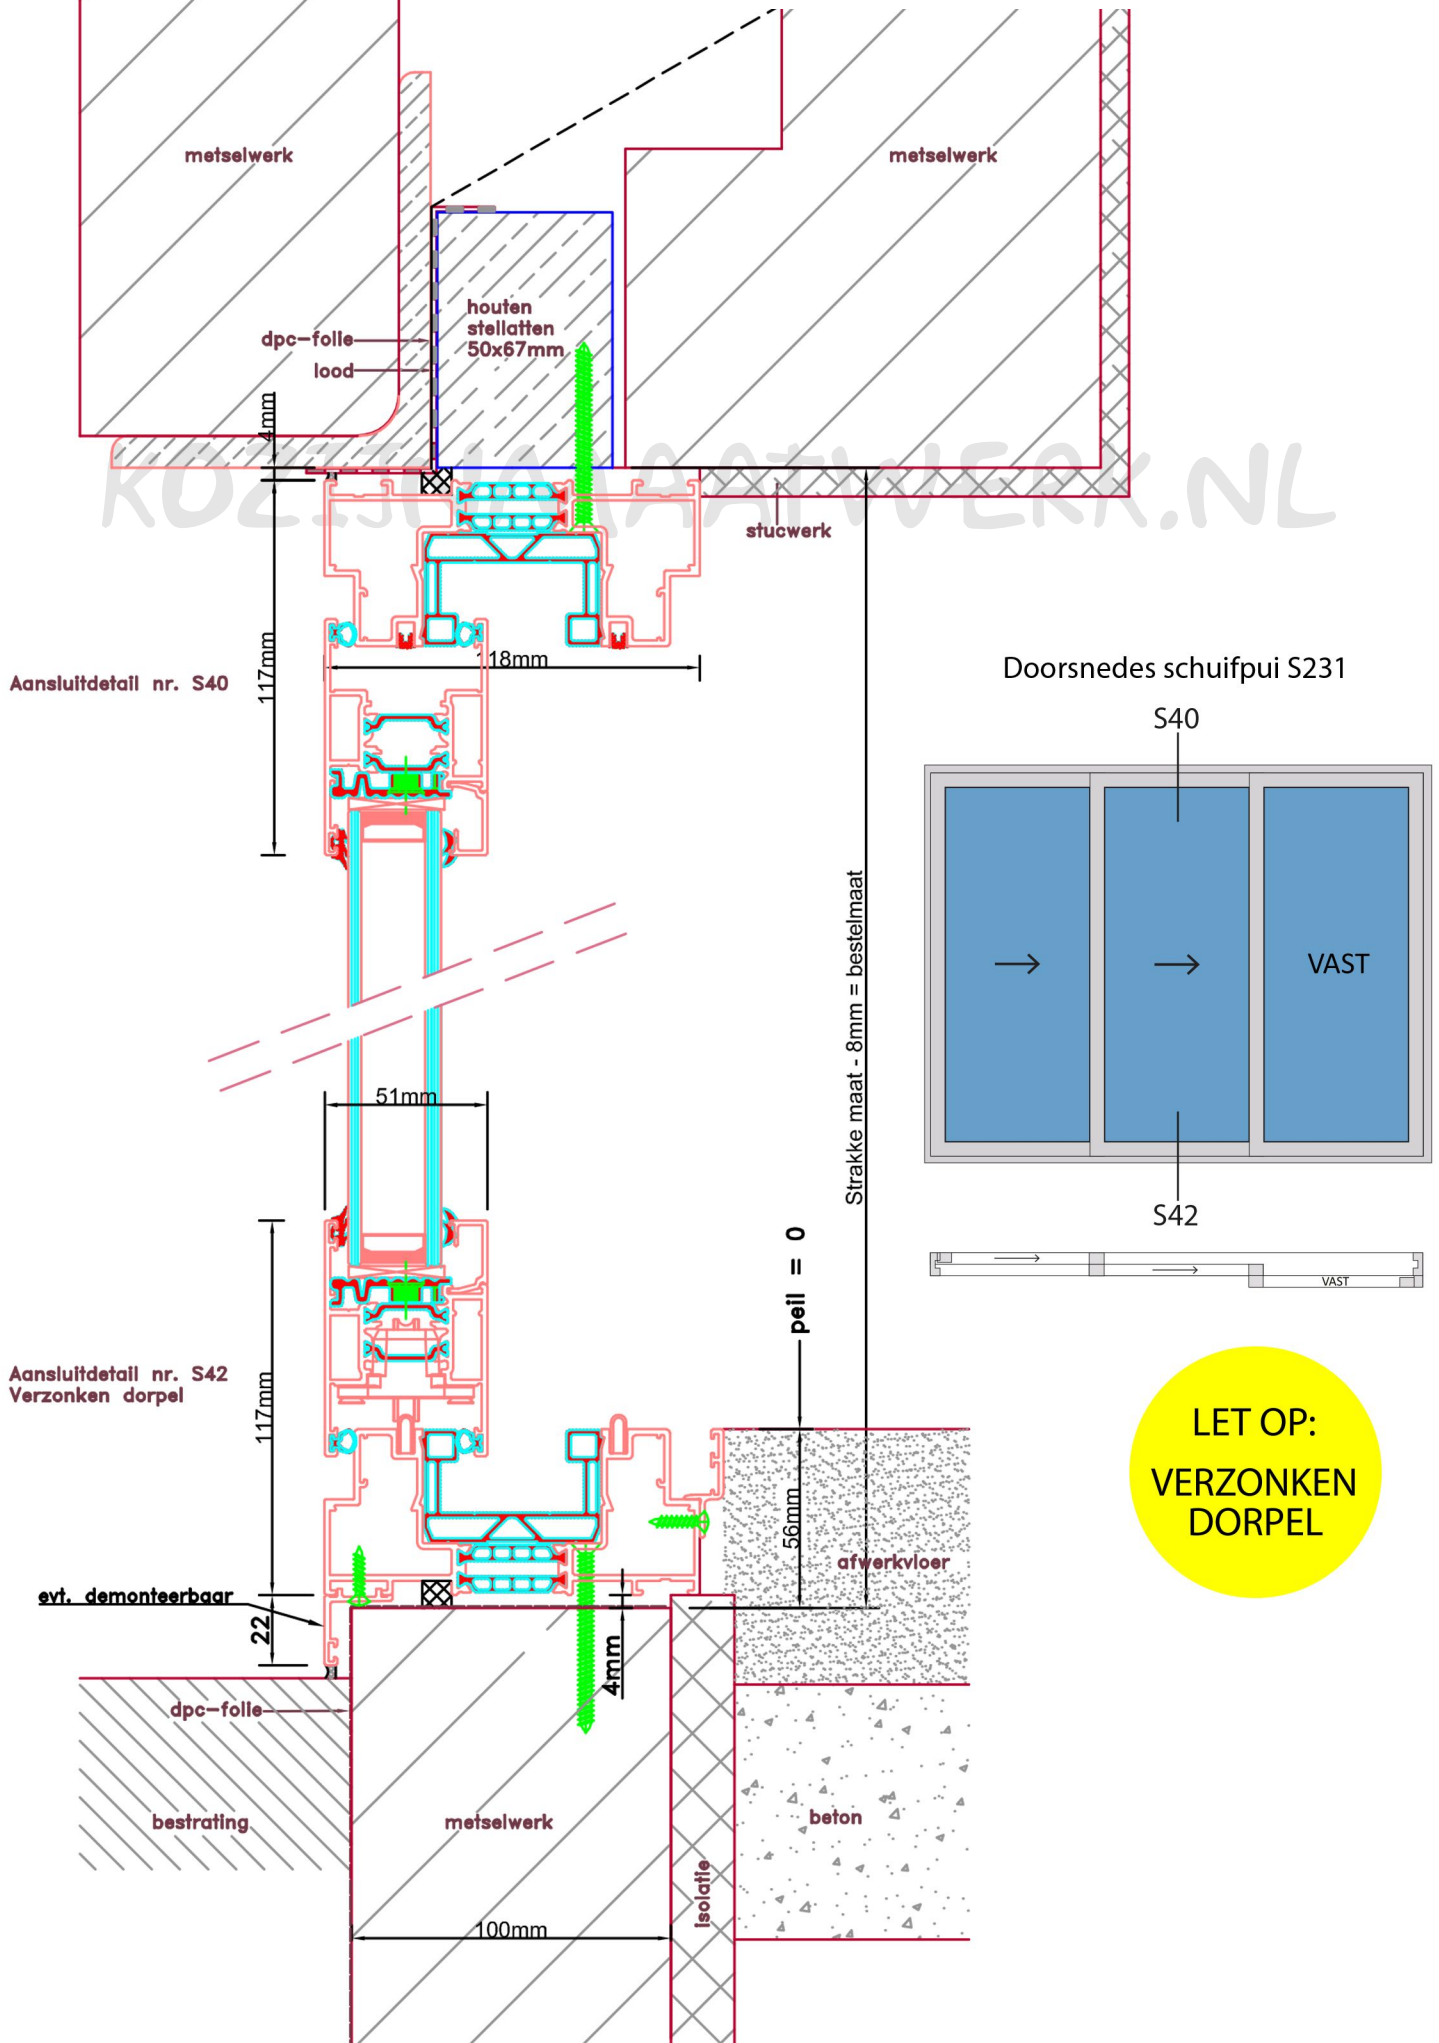 metselwerk
metselwerk
houten
stellatten
50x67mm
dpc-folie
lood
4mm
KOZIJNMAATWERK.NL
stucwerk
117mm
118mm
Aansluitdetail nr. S40
Doorsnedes schuifpui S231
S40
VAST
Strakke maat - 8mm = bestelmaat
51mm
S42
VAST
peil = 0
Aansluitdetail nr. S42
Verzonken dorpel
117mm
LET OP:
VERZONKEN
DORPEL
56mm
afwerkvloer
evt. demonteerbaar
22
4mm
dpc-folie
bestrating
metselwerk
isolatie
beton
100mm